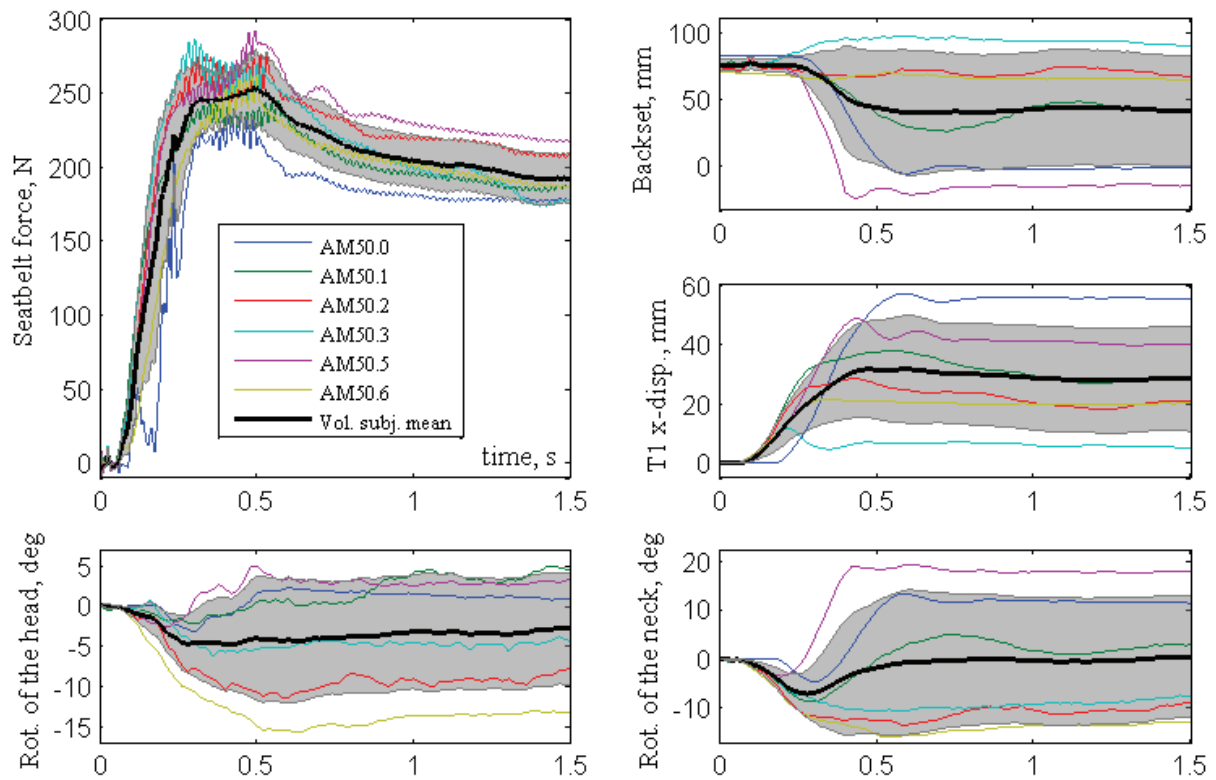 300
250
200
150
100
50
0
Seatbelt force, N
AM50.0
AM50.1
AM50.2
AM50.3
AM50.5
AM50.6
Vol. subj. mean
time, s
0 0.5 1 1.5
100
50
0
Backset, mm
0 0.5 1 1.5
60
40
20
0
T1 x-disp., mm
0 0.5 1 1.5
5
0
-5
-10
-15
Rot. of the head, deg
0 0.5 1 1.5
20
10
0
-10
Rot. of the neck, deg
0 0.5 1 1.5